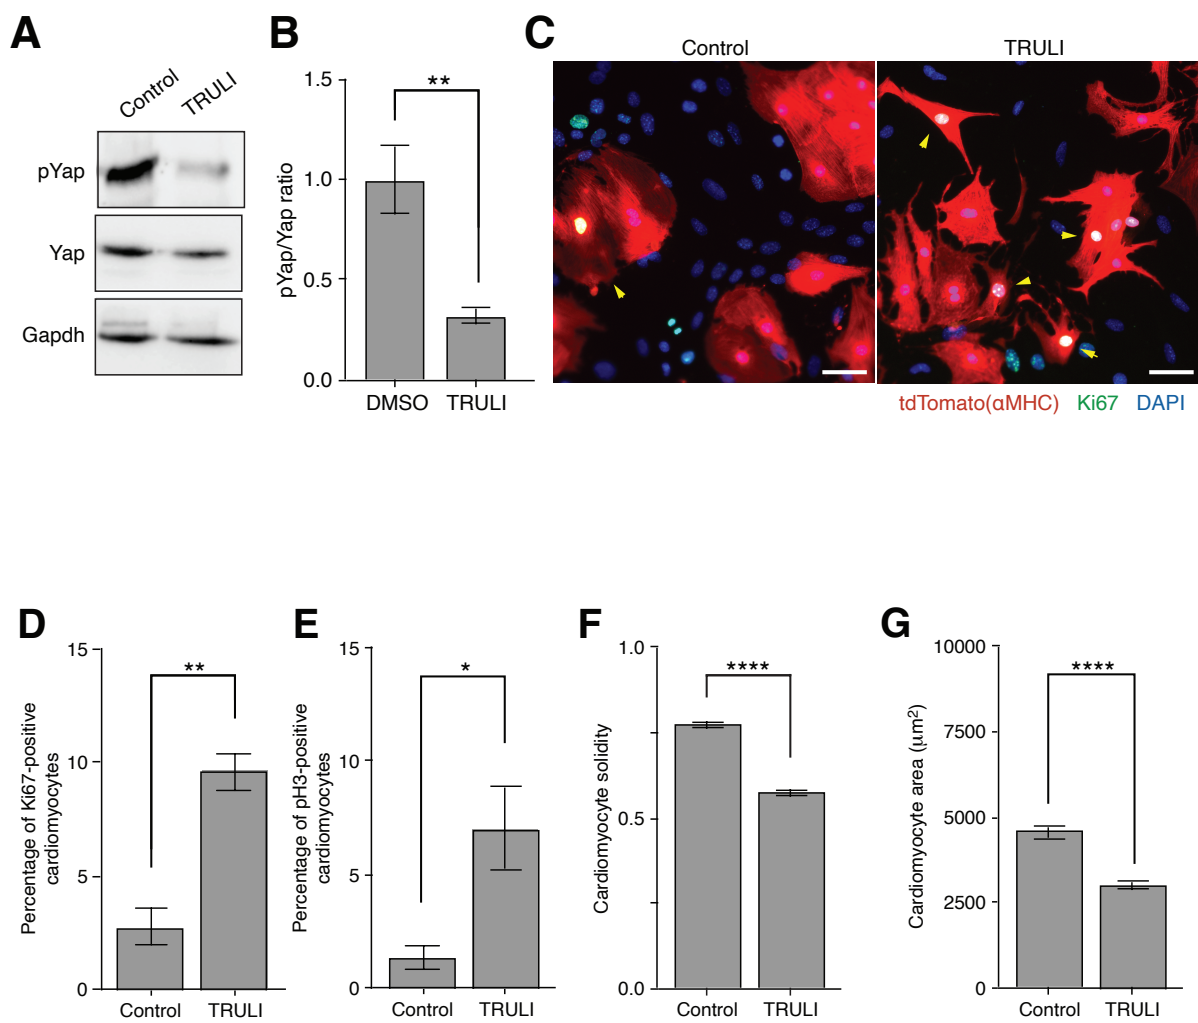 A
Control
TRULI
pYap
Yap
Gapdh
B
pYap/Yap ratio
1.5
1.0
0.5
0.0
**
DMSO
TRULI
C
Control
TRULI
tdTomato(αMHC) Ki67 DAPI
D
Percentage of Ki67-positive
cardiomyocytes
15
10
5
0
**
Control
TRULI
E
Percentage of pH3-positive
cardiomyocytes
15
10
5
0
*
Control
TRULI
F
Cardiomyocyte solidity
1.0
0.5
0.0
****
Control
TRULI
G
Cardiomyocyte area (μm²)
10000
7500
5000
2500
0
****
Control
TRULI